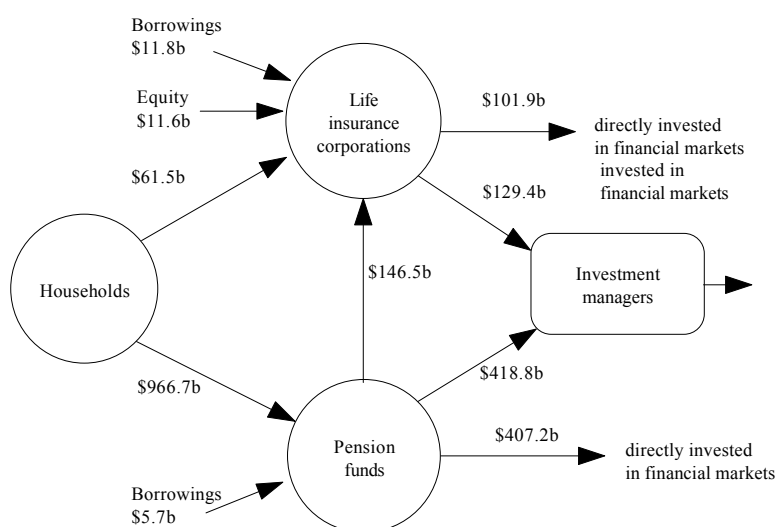 Borrowings
$11.8b
Equity
$11.6b
Life
insurance
corporations
$101.9b
directly invested
in financial markets
invested in
financial markets
$61.5b
$129.4b
Households
$146.5b
Investment
managers
$966.7b
$418.8b
Pension
funds
$407.2b
directly invested
in financial markets
Borrowings
$5.7b